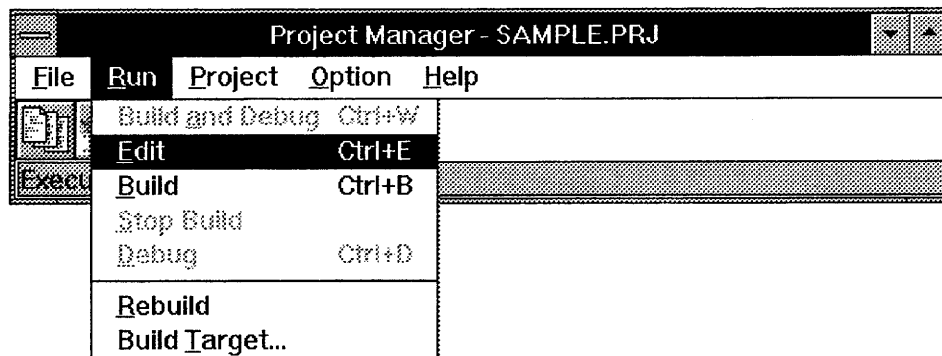 Project Manager - SAMPLE.PRJ
File Run Project Option Help
Build and Debug Ctrl+W
Edit Ctrl+E
Execu
Build Ctrl+B
Stop Build
Debug Ctrl+D
Rebuild
Build Target...